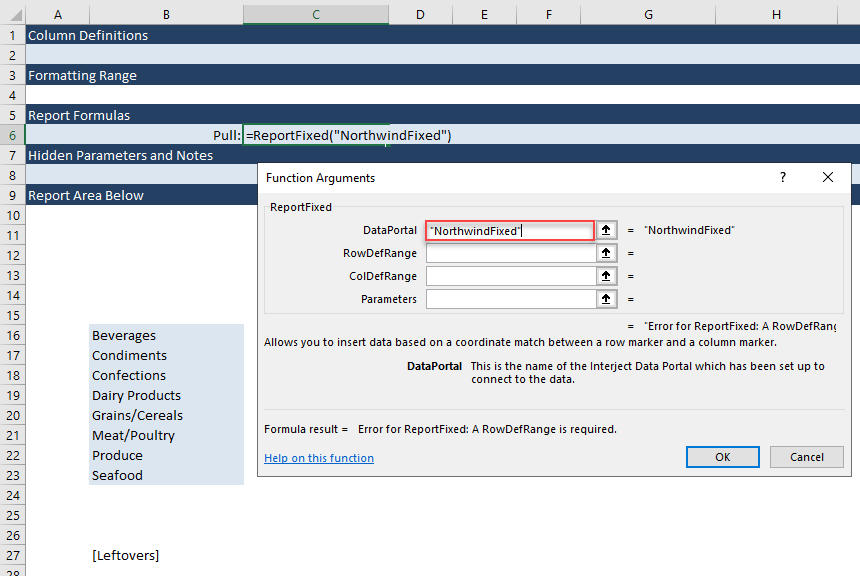 A B C D E F G H
1 Column Definitions
2
3 Formatting Range
4
5 Report Formulas
6 Pull: =ReportFixed("NorthwindFixed")
7 Hidden Parameters and Notes
8
9 Report Area Below
Function Arguments ? ×
ReportFixed
DataPortal "NorthwindFixed" = "NorthwindFixed"
RowDefRange =
ColDefRange =
Parameters =
= "Error for ReportFixed: A RowDefRang
Allows you to insert data based on a coordinate match between a row marker and a column marker.
DataPortal This is the name of the Interject Data Portal which has been set up to
connect to the data.
Formula result = Error for ReportFixed: A RowDefRange is required.
Help on this function OK Cancel
10
11
12
13
14
15
16 Beverages
17 Condiments
18 Confections
19 Dairy Products
20 Grains/Cereals
21 Meat/Poultry
22 Produce
23 Seafood
24
25
26
27 [Leftovers]
28